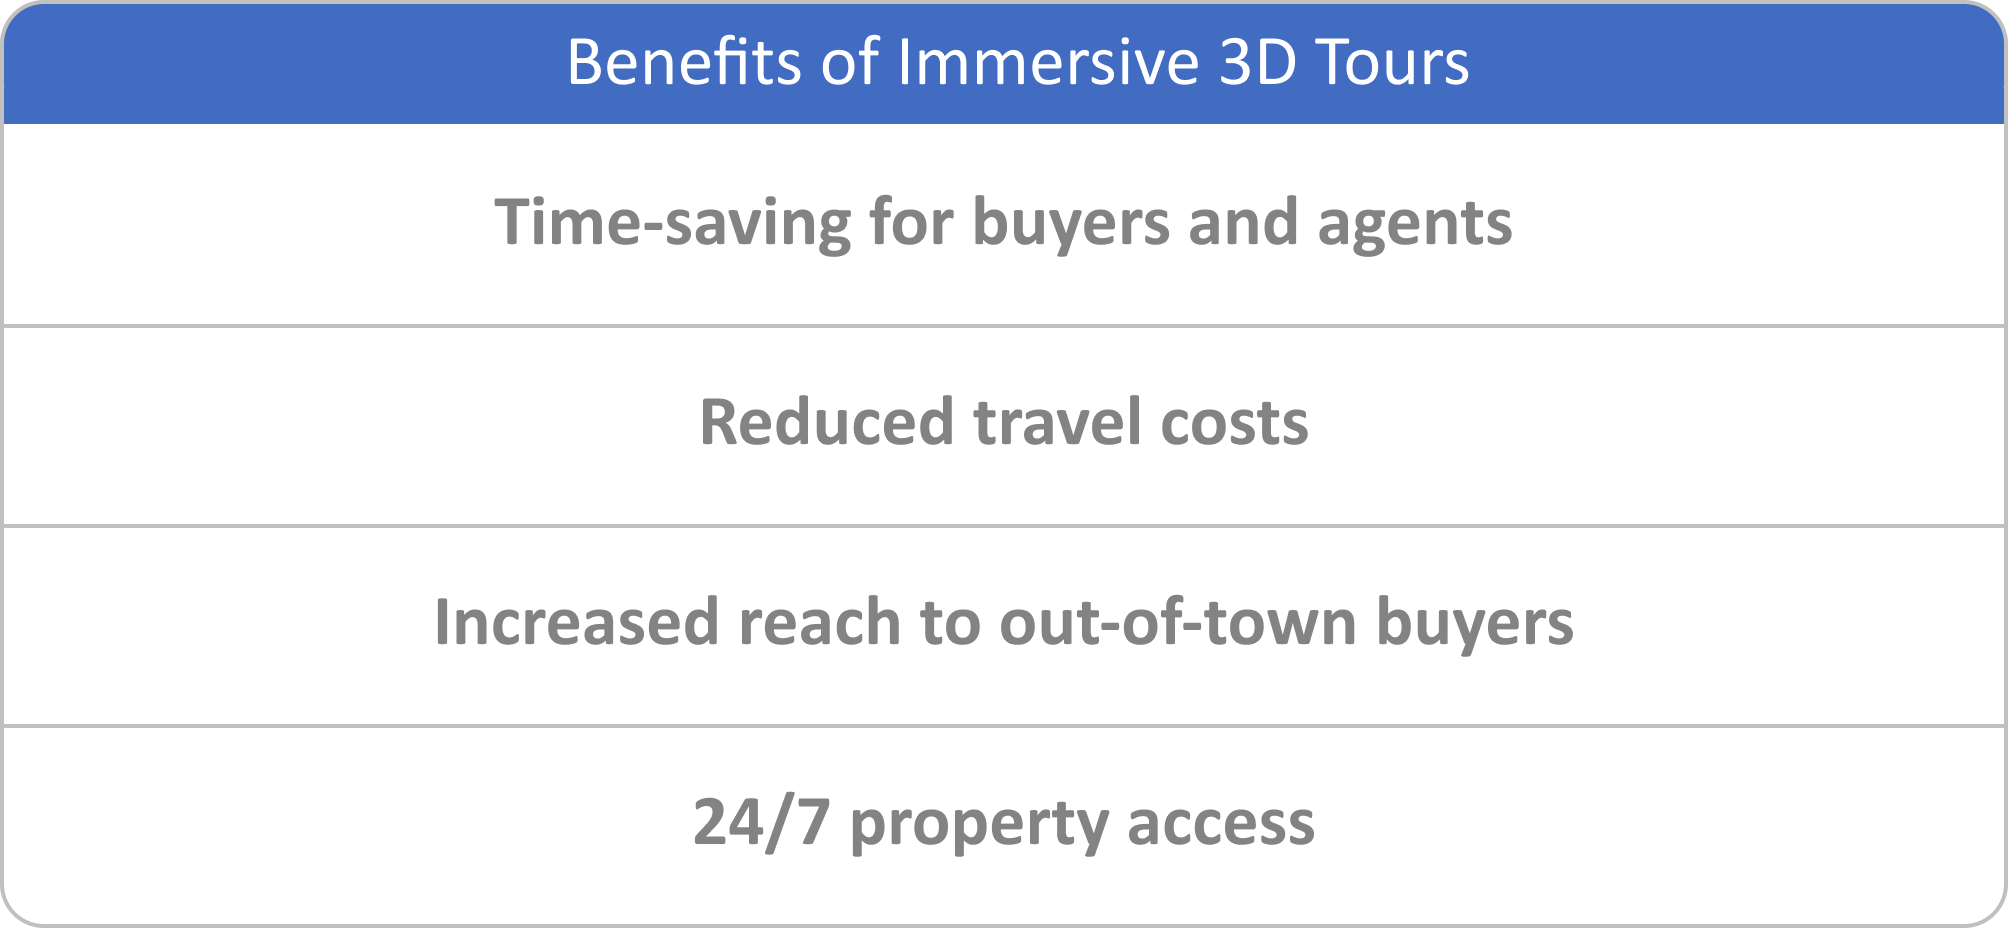 Benefits of Immersive 3D Tours
Time-saving for buyers and agents
Reduced travel costs
Increased reach to out-of-town buyers
24/7 property access